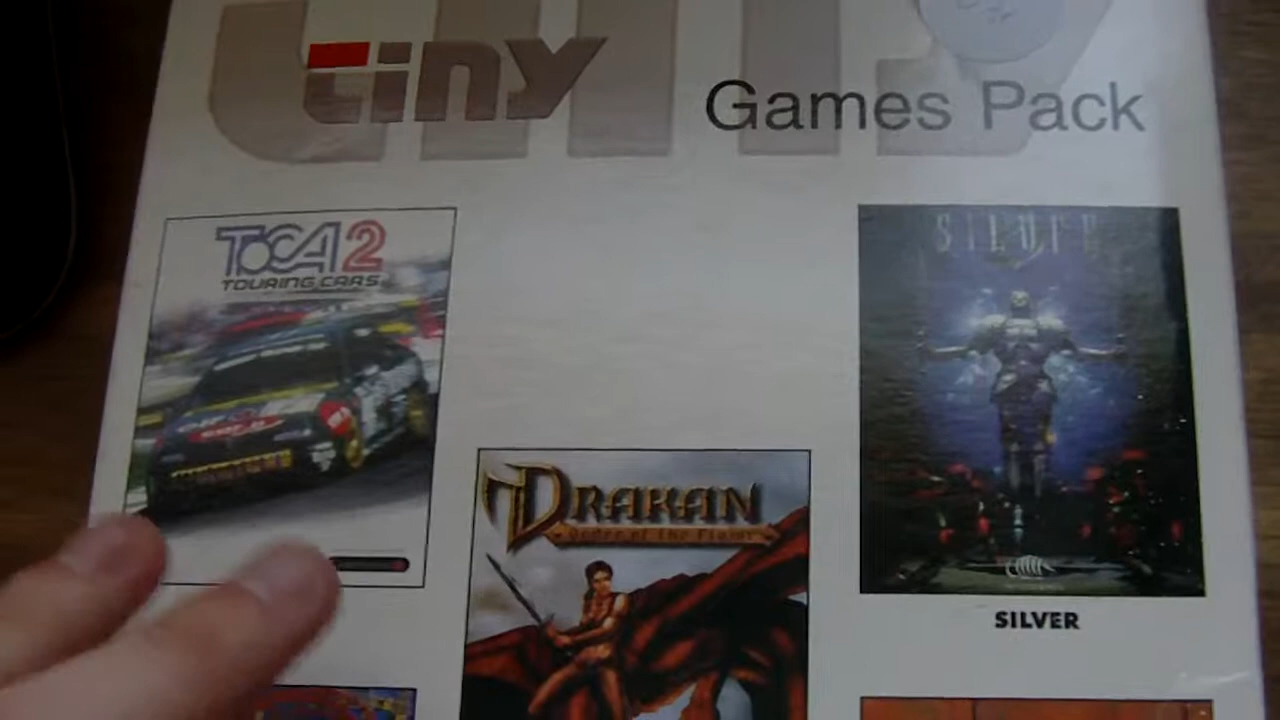 tiny
Games Pack
TOCA 2
TOURING CARS
SILVER
DRAKAN
Order of the Flame
SILVER